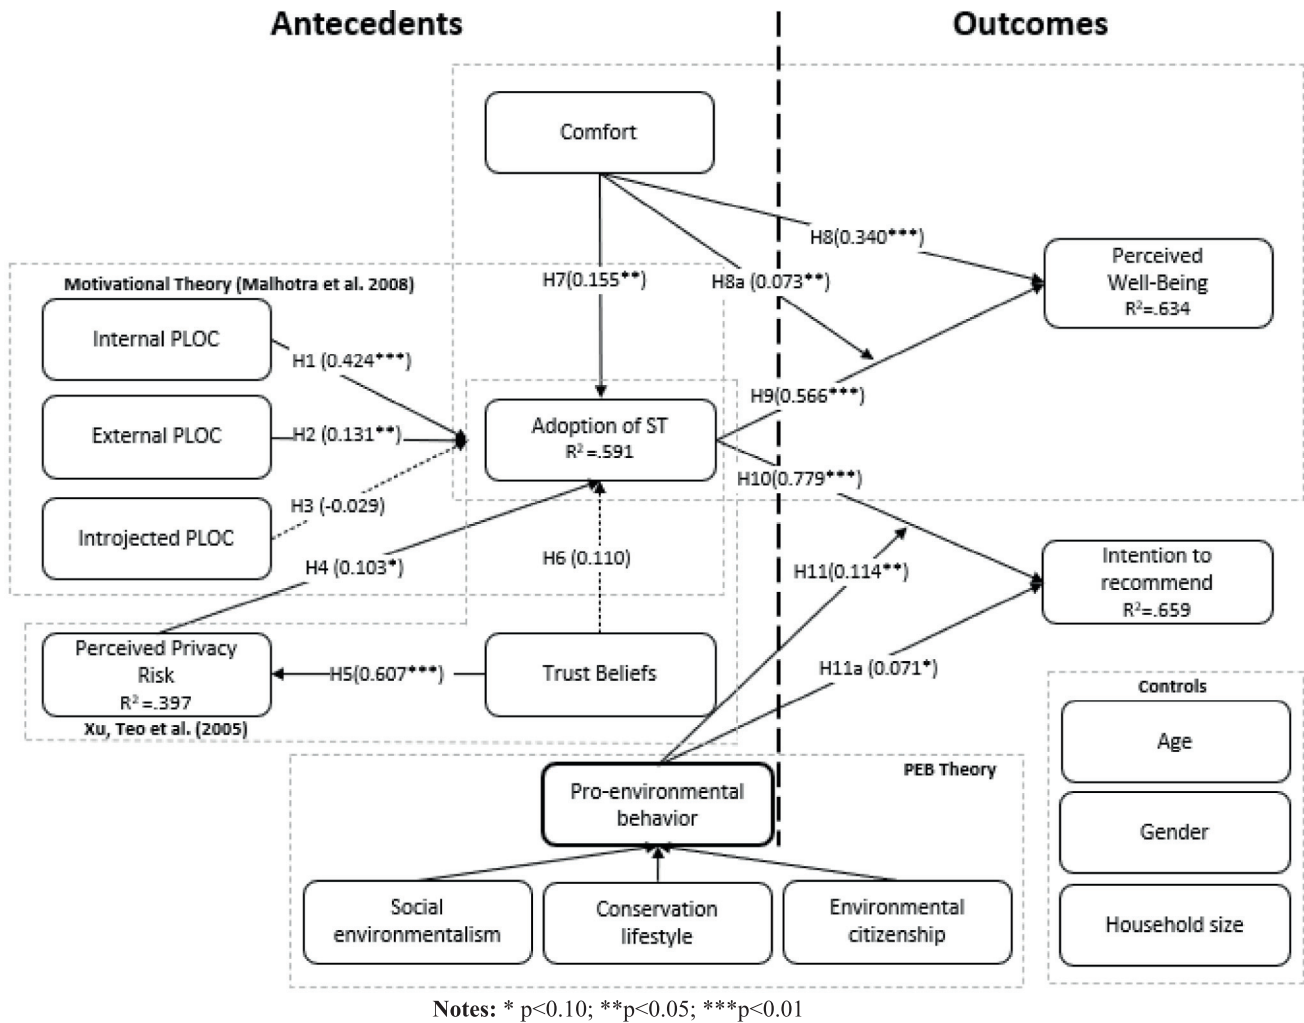 Antecedents
Outcomes
Comfort
H8(0.340***)
H7(0.155**)
H8a (0.073**)
Perceived
Well-Being
R²=.634
Motivational Theory (Malhotra et al. 2008)
Internal PLOC
H1 (0.424***)
External PLOC
H2 (0.131**)
Introjected PLOC
H3 (-0.029)
Adoption of ST
R² =.591
H9(0.566***)
H10(0.779***)
H4 (0.103*)
H6 (0.110)
H11(0.114**)
Intention to
recommend
R²=.659
Perceived Privacy
Risk
R² =.397
H5(0.607***)
Trust Beliefs
H11a (0.071*)
Xu, Teo et al. (2005)
Controls
Age
Gender
Household size
PEB Theory
Pro-environmental
behavior
Social
environmentalism
Conservation
lifestyle
Environmental
citizenship
Notes: * p<0.10; **p<0.05; ***p<0.01